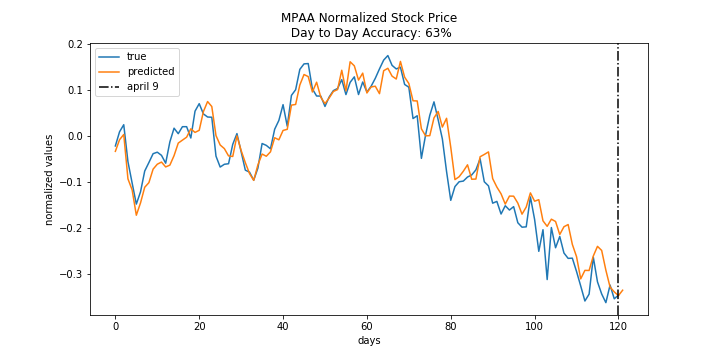 MPAA Normalized Stock Price
Day to Day Accuracy: 63%
true
predicted
april 9
normalized values
0.2
0.1
0.0
−0.1
−0.2
−0.3
0
20
40
60
80
100
120
days